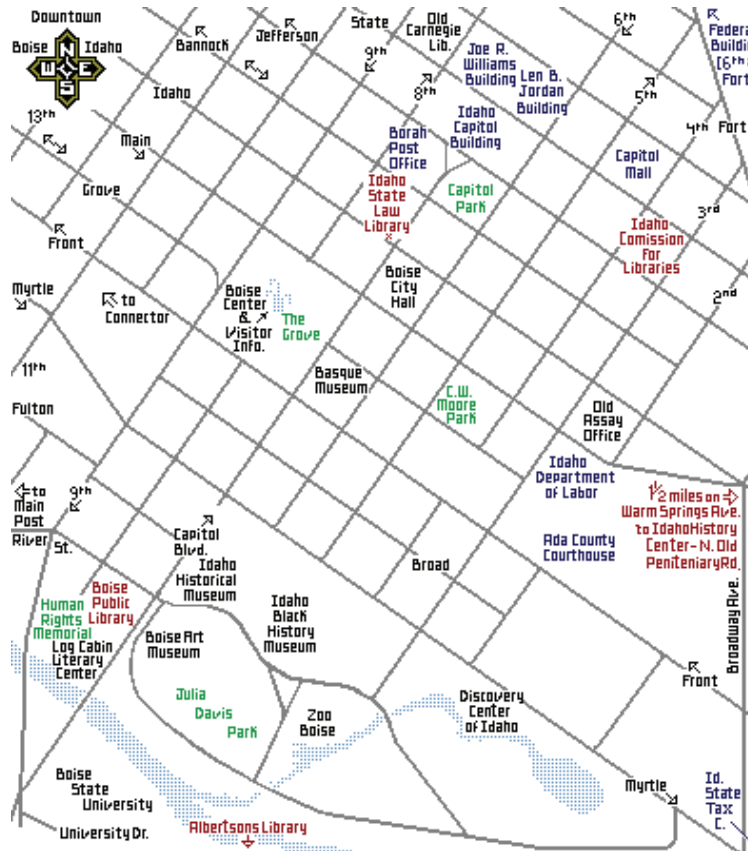 Downtown
Boise Idaho
N
W E
S
Bannock
Jefferson
State
9th
Old
Carnegie
Lib.
8th
6th
5th
4th
Fort
3rd
2nd
Joe R.
Williams
Building
Len B.
Jordan
Building
Federa
Buildin
(6th &
Fort
13th
Idaho
Main
Grove
Front
Borah
Post
Office
Idaho
Capitol
Building
Capitol
Mall
Idaho
State
Law
Library
x
Capitol
Park
Idaho
Comission
for
Libraries
Myrtle
to
Connector
Boise
Center
&
Visitor
Info.
The
Grove
Boise
City
Hall
11th
Fulton
Basque
Museum
C.W.
Moore
Park
Old
Assay
Office
to
Main
Post
9th
River St.
Capitol
Blvd.
Idaho
Department
of Labor
Ada County
Courthouse
1½ miles on
Warm Springs Ave.
to IdahoHistory
Center-N. Old
PeniteniaryRd.
Broad
Broadway Ave.
Idaho
Historical
Museum
Idaho
Black
History
Museum
Human
Rights
Memorial
Boise
Public
Library
Log Cabin
Literary
Center
Boise Art
Museum
Julia
Davis
Park
Zoo
Boise
Discovery
Center
of Idaho
Front
Boise
State
University
University Dr.
Albertsons Library
Myrtle
Id.
State
Tax
C.